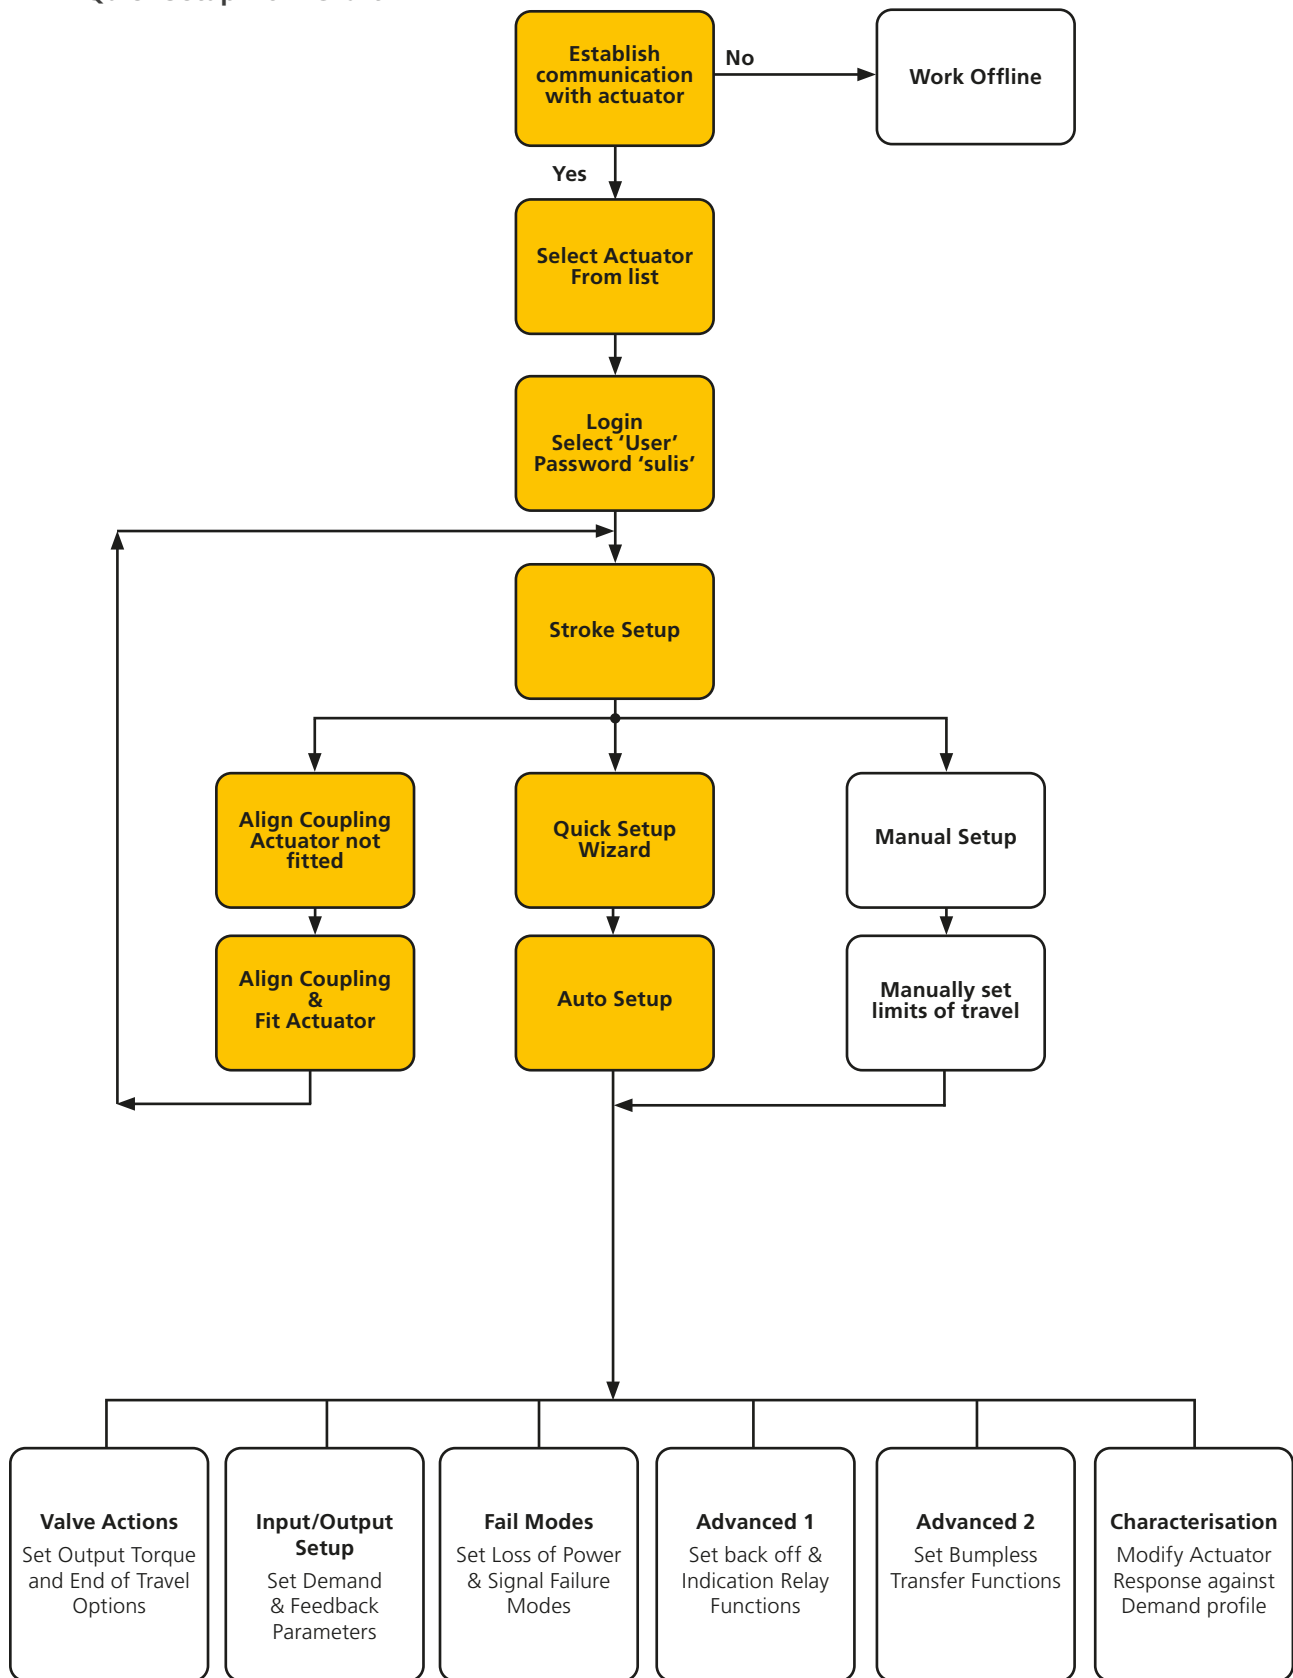 Establish
communication
with actuator
No
Work Offline
Yes
Select Actuator
From list
Login
Select ‘User’
Password ‘sulis’
Stroke Setup
Align Coupling
Actuator not
fitted
Quick Setup
Wizard
Manual Setup
Align Coupling
&
Fit Actuator
Auto Setup
Manually set
limits of travel
Valve Actions
Set Output Torque
and End of Travel
Options
Input/Output
Setup
Set Demand
& Feedback
Parameters
Fail Modes
Set Loss of Power
& Signal Failure
Modes
Advanced 1
Set back off &
Indication Relay
Functions
Advanced 2
Set Bumpless
Transfer Functions
Characterisation
Modify Actuator
Response against
Demand profile